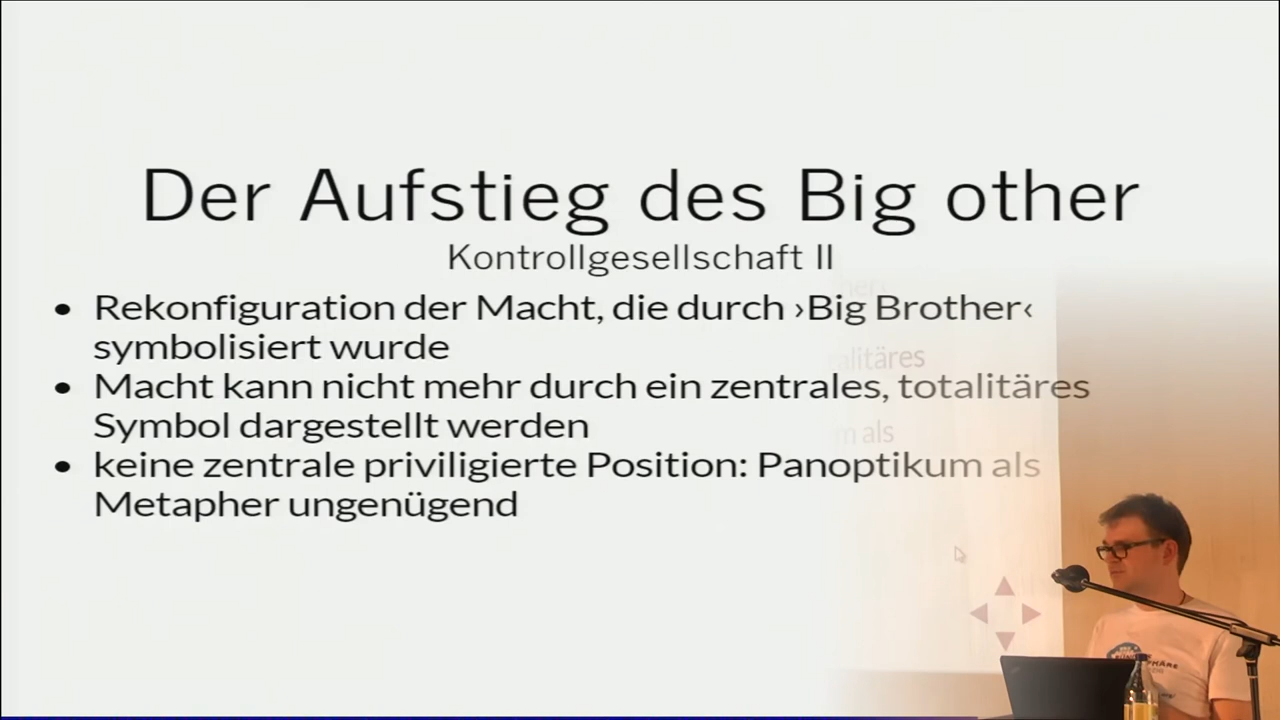 Der Aufstieg des Big other
Kontrollgesellschaft II
• Rekonfiguration der Macht, die durch ›Big Brother‹
symbolisiert wurde
• Macht kann nicht mehr durch ein zentrales, totalitäres
Symbol dargestellt werden
• keine zentrale priviligierte Position: Panoptikum als
Metapher ungenügend